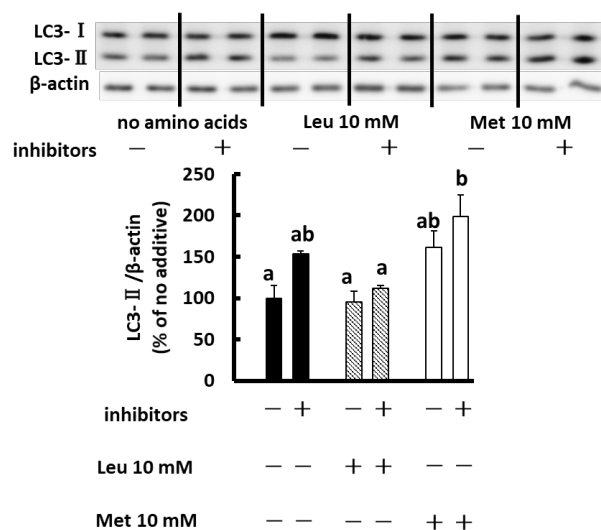 LC3- Ⅰ
LC3- Ⅱ
β-actin
no amino acids Leu 10 mM Met 10 mM
inhibitors － ＋ － ＋ － ＋
LC3-Ⅱ/β-actin
(% of no additive)
250
200
150
100
50
0
a ab a a ab b
inhibitors － ＋ － ＋ － ＋
Leu 10 mM － － ＋ ＋ － －
Met 10 mM － － － － ＋ ＋